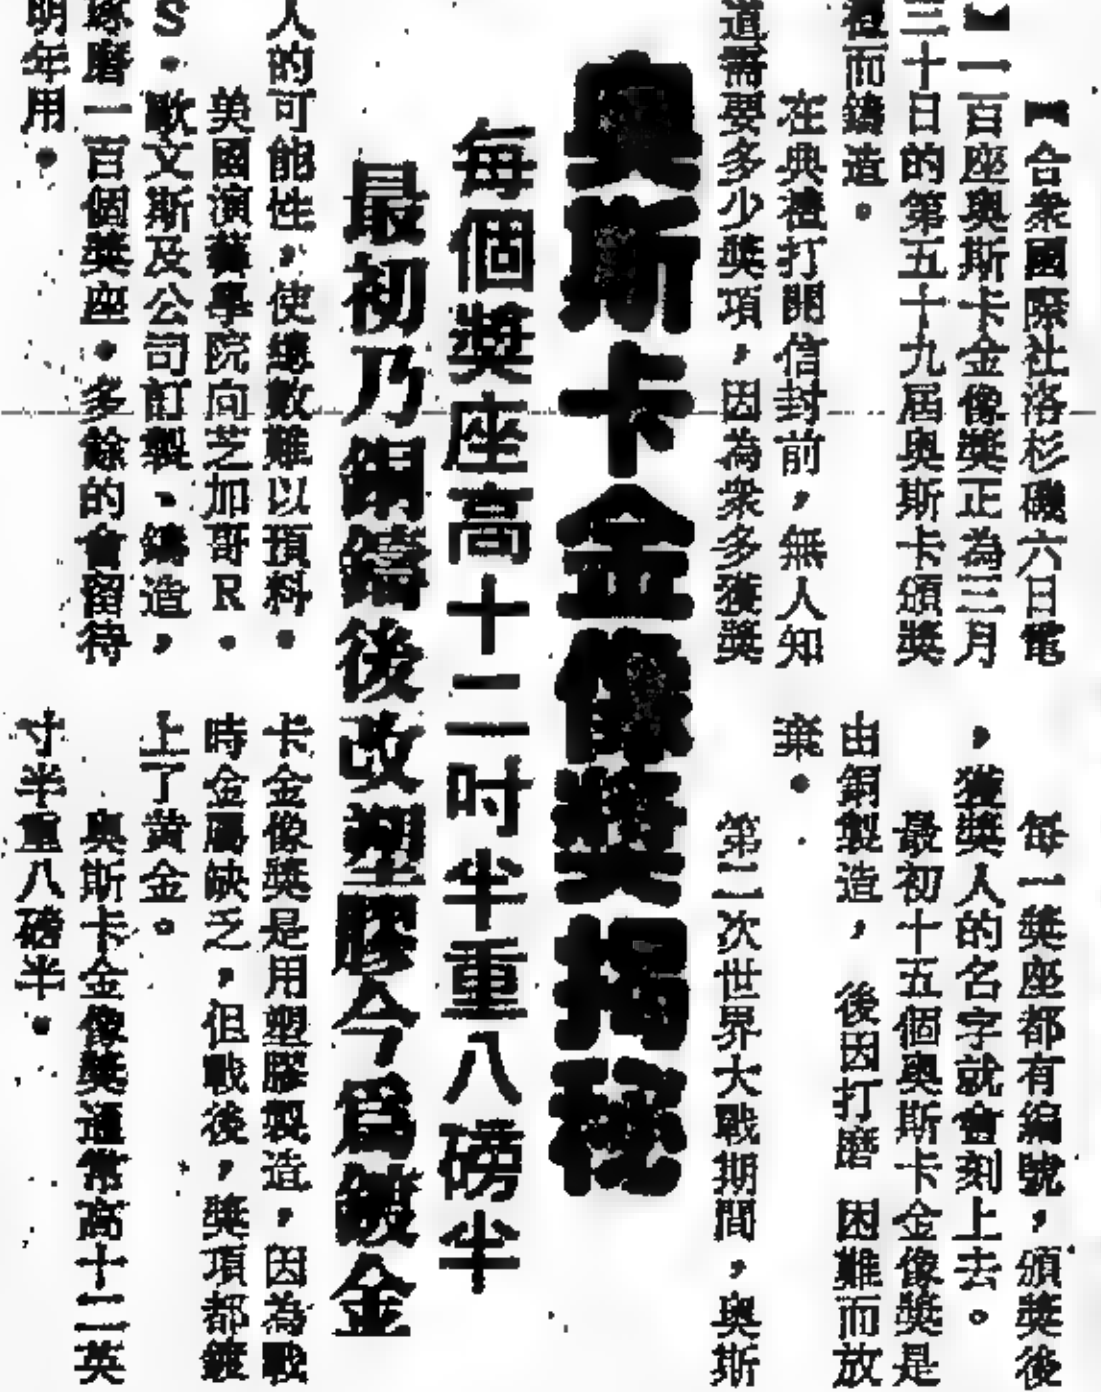 奧斯卡金像獎揭秘
每個獎座高十二吋半重八磅半
最初乃銅鑄後改塑膠今爲鍍金
【合衆國際社洛杉磯六日電
】一百座奧斯卡金像獎正為三月
三十日的第五十九屆奧斯卡頒獎
禮而鑄造。
在典禮打開信封前，無人知
道需要多少獎項，因為衆多獲獎
人的可能性，使總數難以預料。
美國演藝學院向芝加哥R．
S．歐文斯及公司訂製、鑄造，
琢磨一百個獎座。多餘的會留待
明年用。
每一獎座都有編號，頒獎後
，獲獎人的名字就會刻上去。
最初十五個奧斯卡金像獎是
由銅製造，後因打磨困難而放
棄。
第二次世界大戰期間，奧斯
卡金像獎是用塑膠製造，因為戰
時金屬缺乏，但戰後，獎項都鍍
上了黃金。
奧斯卡金像獎通常高十二英
寸半重八磅半。